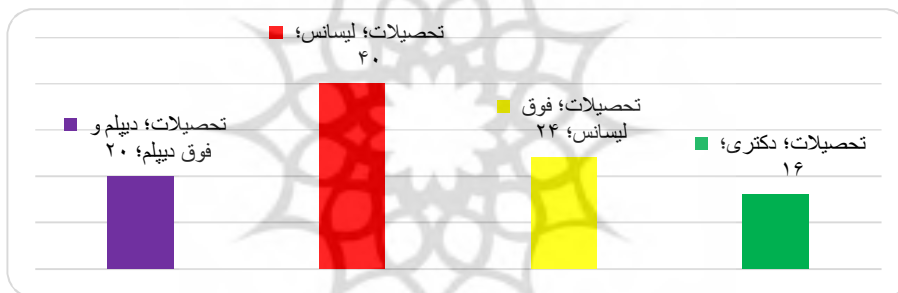 تحصیلات؛ لیسانس؛
۴۰
تحصیلات؛ فوق
لیسانس؛ ۲۴
تحصیلات؛ دیپلم و
فوق دیپلم؛ ۲۰
تحصیلات؛ دکتری؛
۱۶